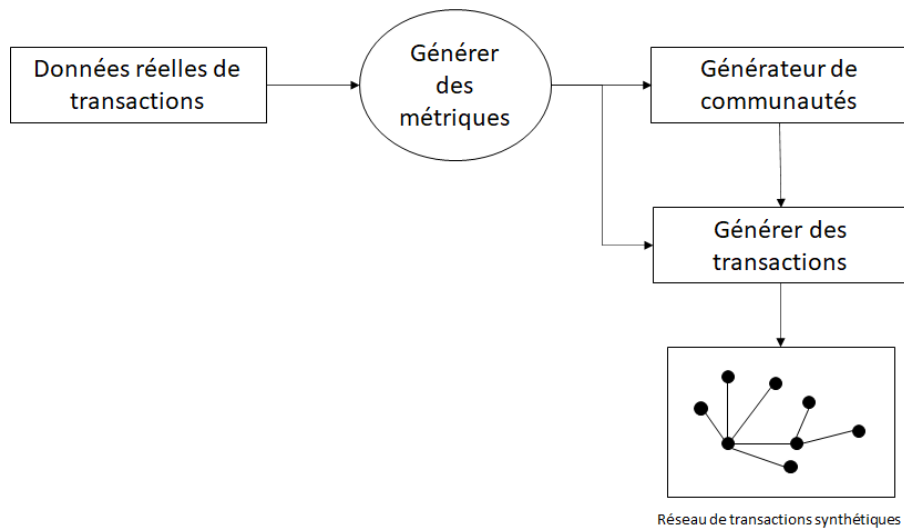 Données réelles de
transactions
Générer
des
métriques
Générateur de
communautés
Générer des
transactions
Réseau de transactions synthétiques